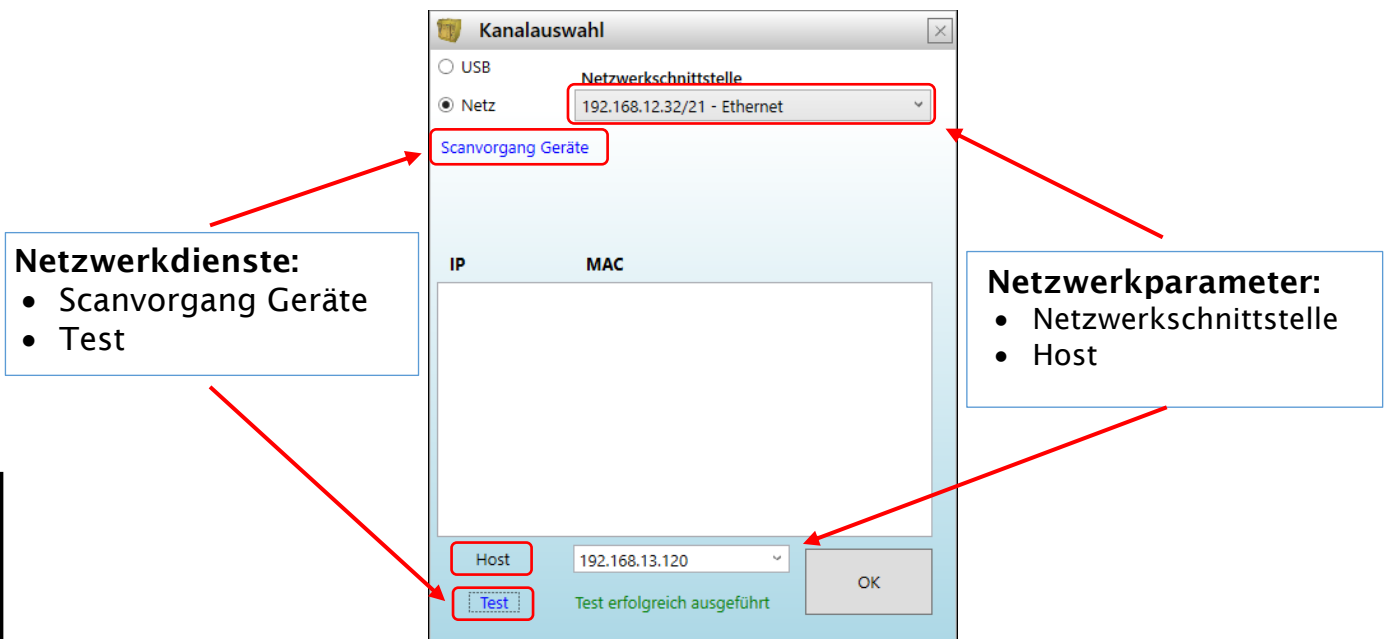 Kanalauswahl
USB
Netzwerkschnittstelle
Netz
192.168.12.32/21 - Ethernet
Scanvorgang Geräte
Netzwerkdienste:
• Scanvorgang Geräte
• Test
IP MAC
Netzwerkparameter:
• Netzwerkschnittstelle
• Host
Host 192.168.13.120
OK
Test Test erfolgreich ausgeführt